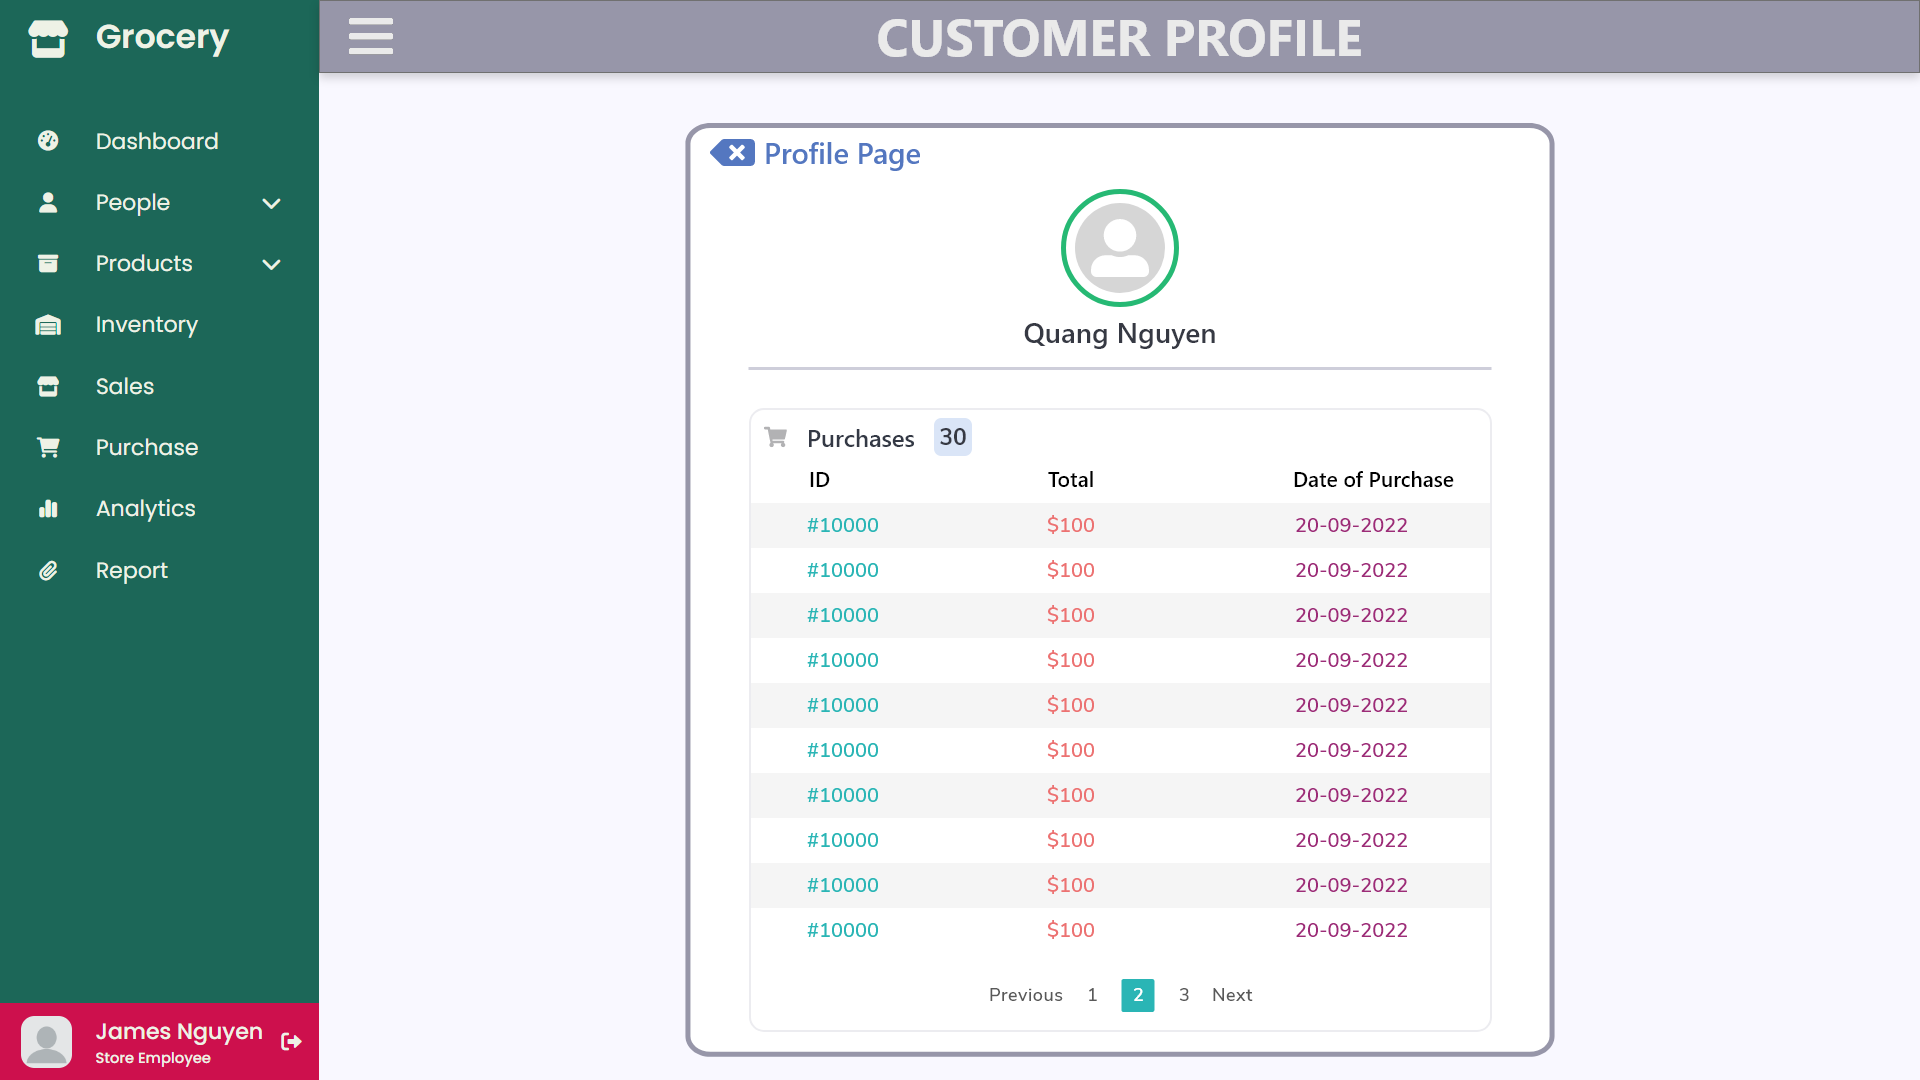 Grocery
CUSTOMER PROFILE
Dashboard
People
Products
Inventory
Sales
Purchase
Analytics
Report
James Nguyen
Store Employee
Profile Page
Quang Nguyen
Purchases 30
ID Total Date of Purchase
#10000 $100 20-09-2022
#10000 $100 20-09-2022
#10000 $100 20-09-2022
#10000 $100 20-09-2022
#10000 $100 20-09-2022
#10000 $100 20-09-2022
#10000 $100 20-09-2022
#10000 $100 20-09-2022
#10000 $100 20-09-2022
#10000 $100 20-09-2022
Previous 1 2 3 Next